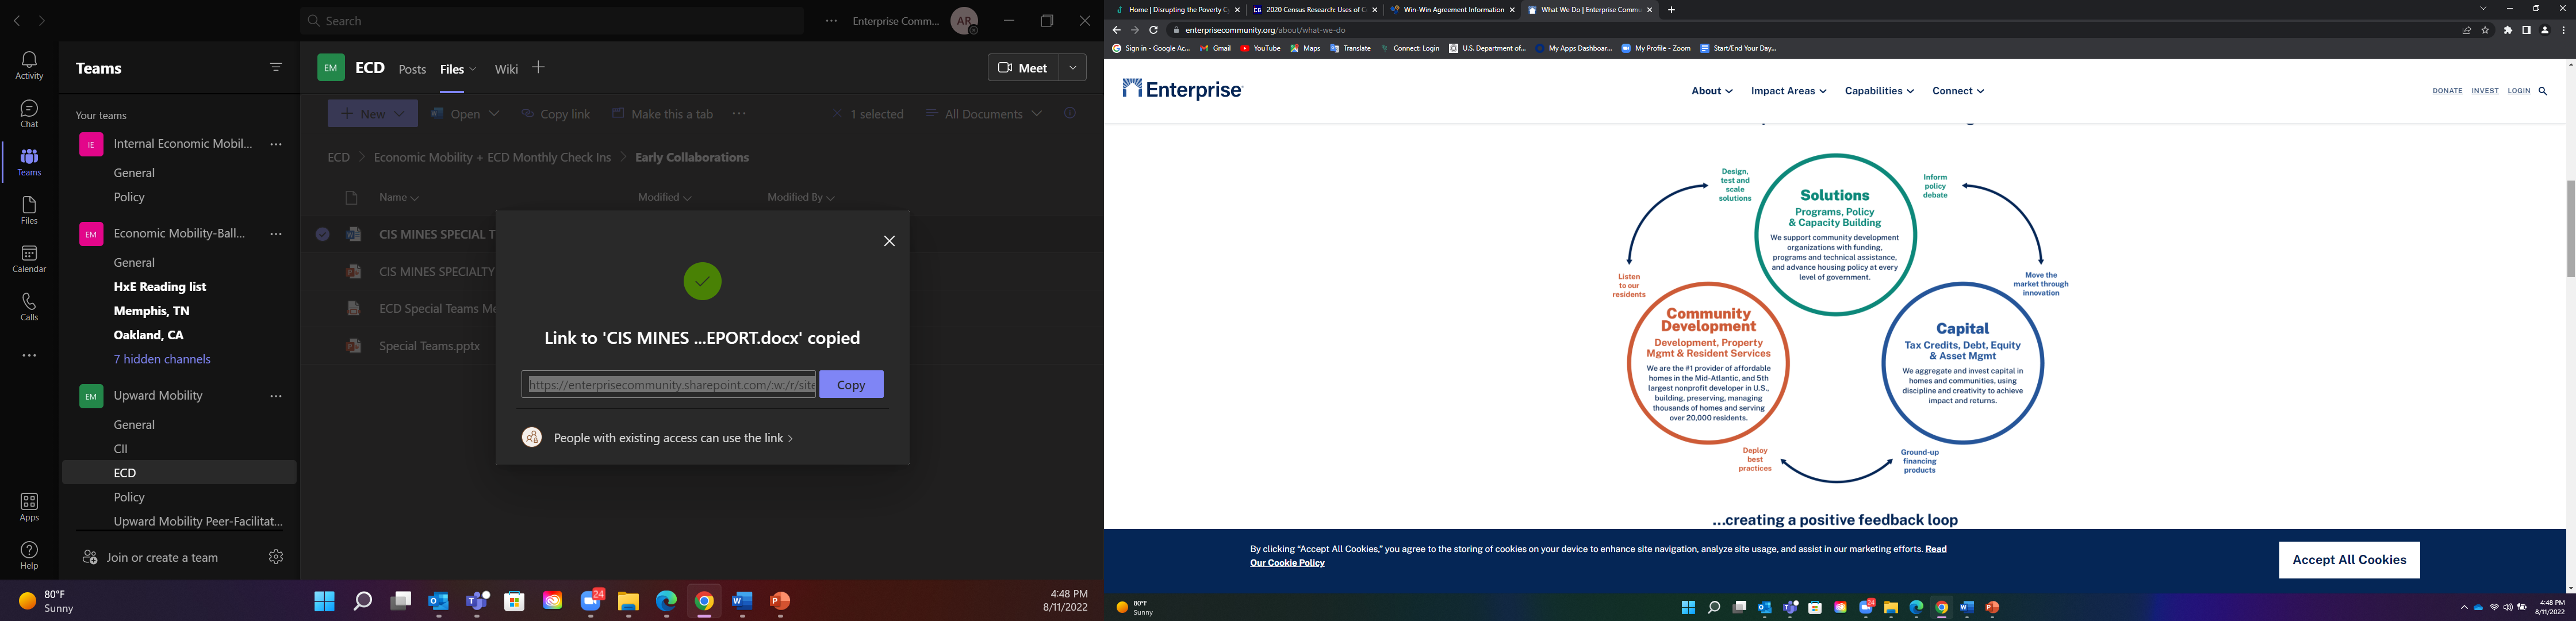 Search
Enterprise Comm...
AR
Activity
Chat
Teams
Files
Calendar
Calls
Apps
Help
Teams
Your teams
IE
Internal Economic Mobil...
General
Policy
EM
Economic Mobility-Ball...
General
HxE Reading list
Memphis, TN
Oakland, CA
7 hidden channels
EM
Upward Mobility
General
CII
ECD
Policy
Upward Mobility Peer-Facilitat...
Join or create a team
EM
ECD
Posts
Files
Wiki
Meet
New
Open
Copy link
Make this a tab
1 selected
All Documents
ECD
Economic Mobility + ECD Monthly Check Ins
Early Collaborations
Name
Modified
Modified By
CIS MINES SPECIAL T
CIS MINES SPECIALTY
ECD Special Teams Me
Special Teams.pptx
Link to 'CIS MINES ...EPORT.docx' copied
https://enterprisecommunity.sharepoint.com/:w:/r/site
Copy
People with existing access can use the link
80°F
Sunny
24
4:48 PM
8/11/2022
Home | Disrupting the Poverty Cy
2020 Census Research: Uses of C
Win-Win Agreement Information
What We Do | Enterprise Commu
enterprisecommunity.org/about/what-we-do
Sign in - Google Ac...
Gmail
YouTube
Maps
Translate
Connect: Login
U.S. Department of...
My Apps Dashboar...
My Profile - Zoom
Start/End Your Day...
Enterprise
About
Impact Areas
Capabilities
Connect
DONATE
INVEST
LOGIN
Design,
test and
scale
solutions
Solutions
Programs, Policy
& Capacity Building
We support community development
organizations with funding,
programs and technical assistance,
and advance housing policy at every
level of government.
Inform
policy
debate
Listen
to our
residents
Move the
market through
innovation
Community
Development
Development, Property
Mgmt & Resident Services
We are the #1 provider of affordable
homes in the Mid-Atlantic, and 5th
largest nonprofit developer in U.S.,
building, preserving, managing
thousands of homes and serving
over 20,000 residents.
Capital
Tax Credits, Debt, Equity
& Asset Mgmt
We aggregate and invest capital in
homes and communities, using
discipline and creativity to achieve
impact and returns.
Deploy
best
practices
Ground-up
financing
products
...creating a positive feedback loop
By clicking “Accept All Cookies,” you agree to the storing of cookies on your device to enhance site navigation, analyze site usage, and assist in our marketing efforts. Read
Our Cookie Policy
Accept All Cookies
80°F
Sunny
4:48 PM
8/11/2022